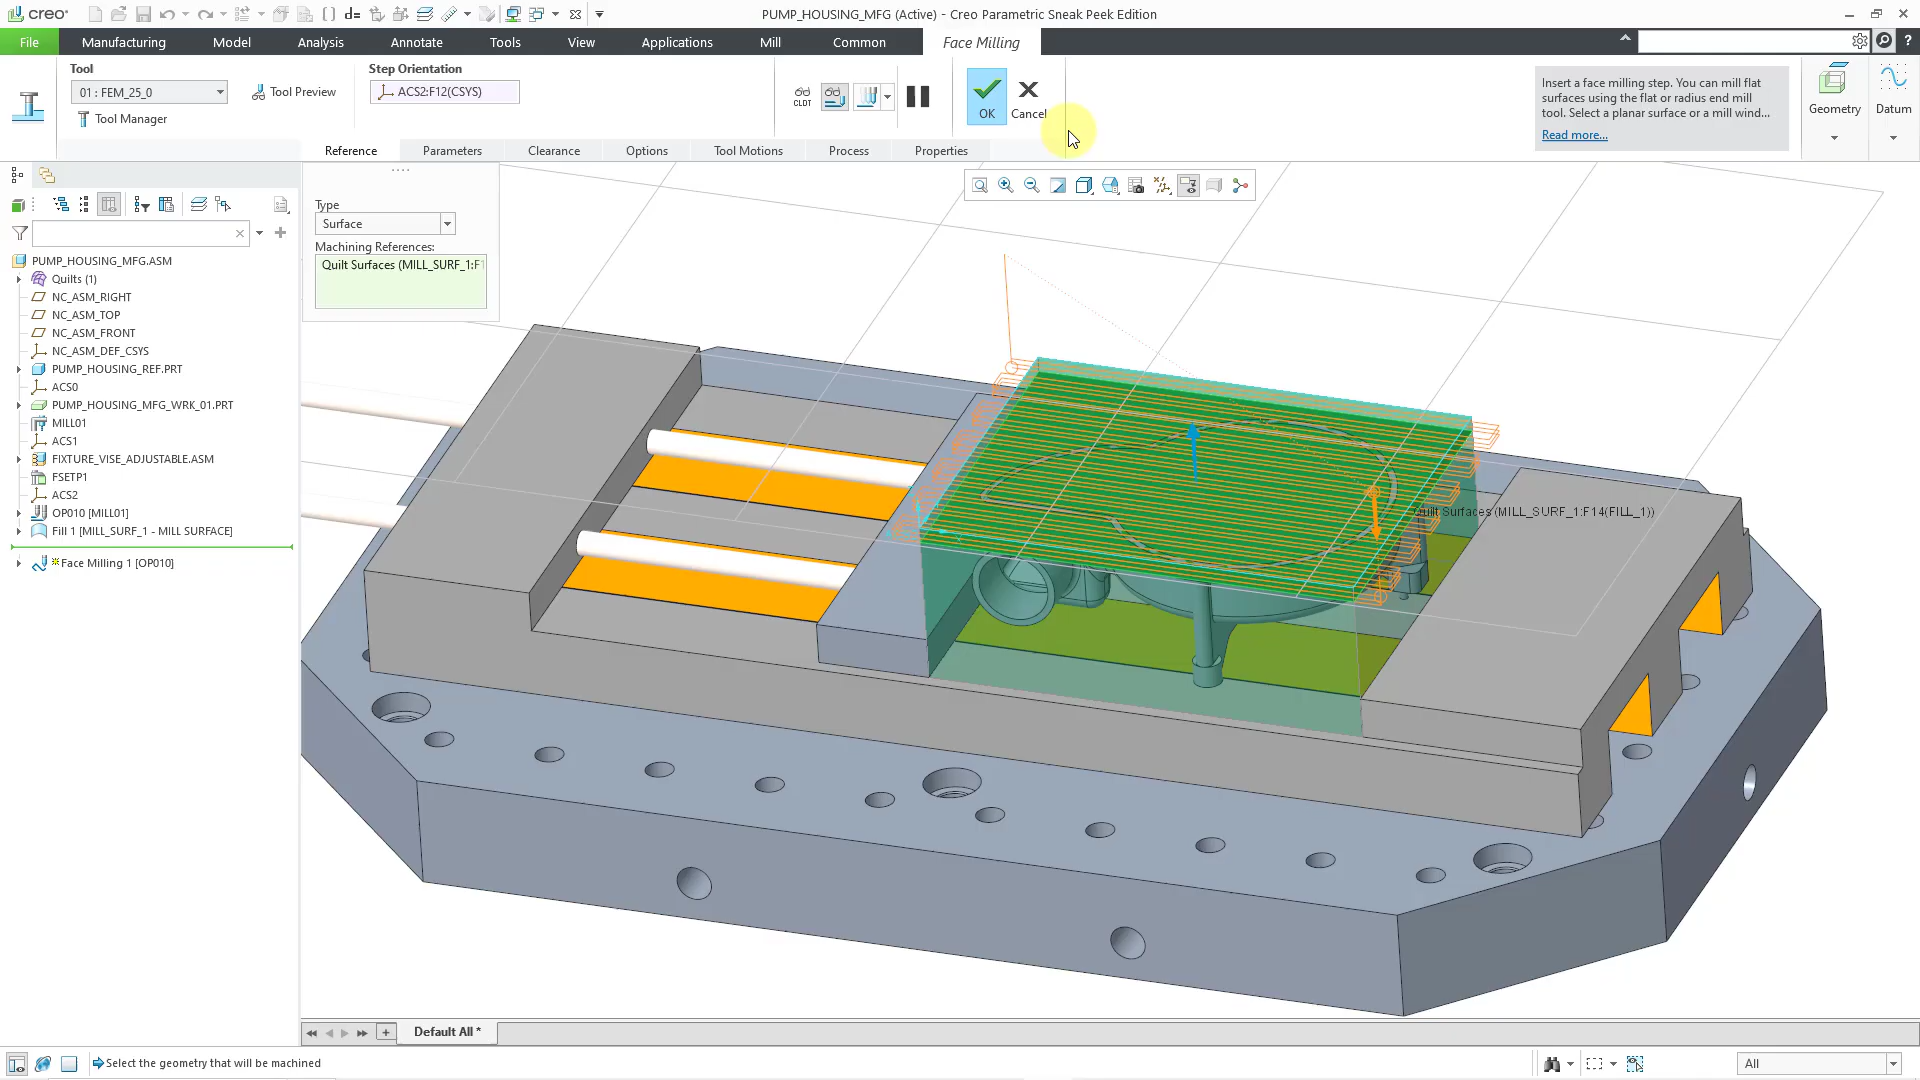 creo
PUMP_HOUSING_MFG (Active) - Creo Parametric Sneak Peek Edition
File Manufacturing Model Analysis Annotate Tools View Applications Mill Common Face Milling
Tool
01 : FEM_25_0
Tool Preview
Tool Manager
Step Orientation
ACS2:F12(CSYS)
CLDT
OK
Cancel
Insert a face milling step. You can mill flat
surfaces using the flat or radius end mill
tool. Select a planar surface or a mill wind...
Read more...
Geometry
Datum
Reference Parameters Clearance Options Tool Motions Process Properties
Type
Surface
Machining References:
Quilt Surfaces (MILL_SURF_1:F1
PUMP_HOUSING_MFG.ASM
Quilts (1)
NC_ASM_RIGHT
NC_ASM_TOP
NC_ASM_FRONT
NC_ASM_DEF_CSYS
PUMP_HOUSING_REF.PRT
ACS0
PUMP_HOUSING_MFG_WRK_01.PRT
MILL01
ACS1
FIXTURE_VISE_ADJUSTABLE.ASM
FSETP1
ACS2
OP010 [MILL01]
Fill 1 [MILL_SURF_1 - MILL SURFACE]
Face Milling 1 [OP010]
Quilt Surfaces (MILL_SURF_1:F14(FILL_1))
Default All *
Select the geometry that will be machined
All